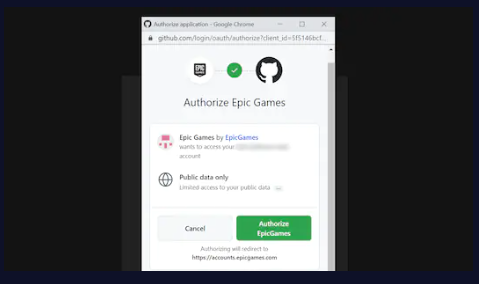 Authorize application - Google Chrome
github.com/login/oauth/authorize?client_id=5f5146bcf...
EPIC
GAMES
Authorize Epic Games
Epic Games by EpicGames
wants to access your
account
Public data only
Limited access to your public data
Cancel
Authorize
EpicGames
Authorizing will redirect to
https://accounts.epicgames.com